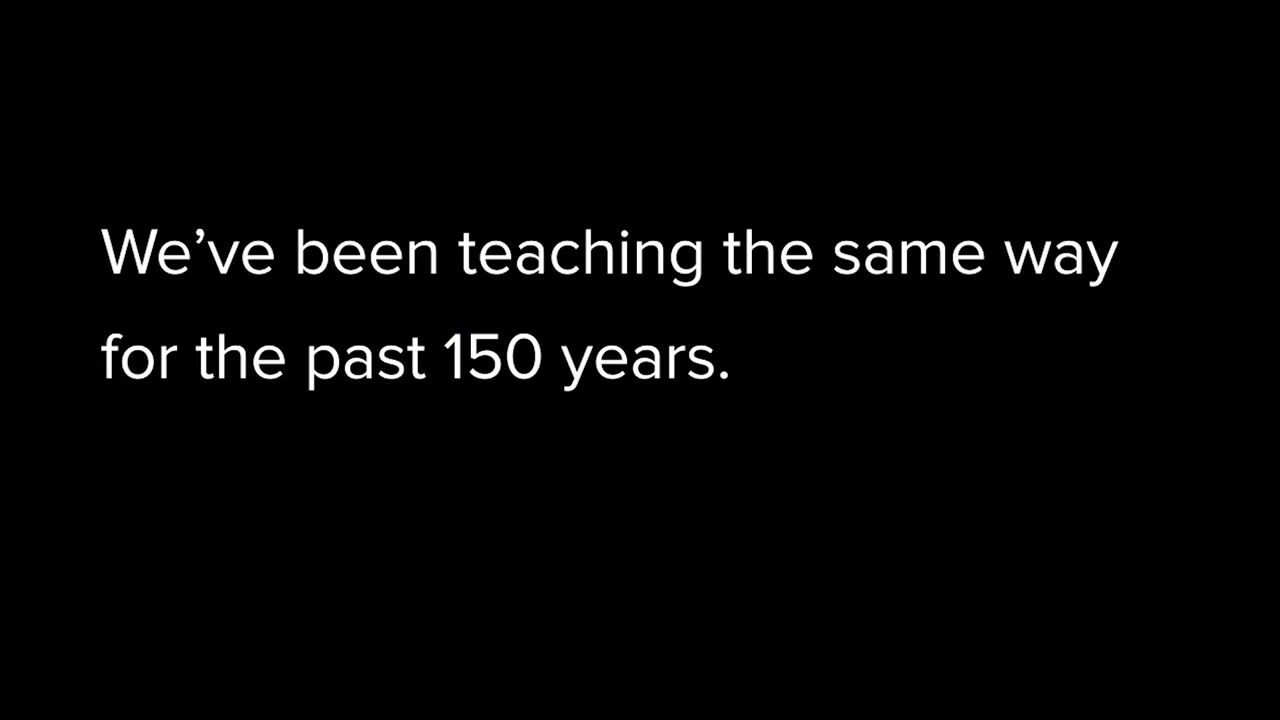 We’ve been teaching the same way
for the past 150 years.